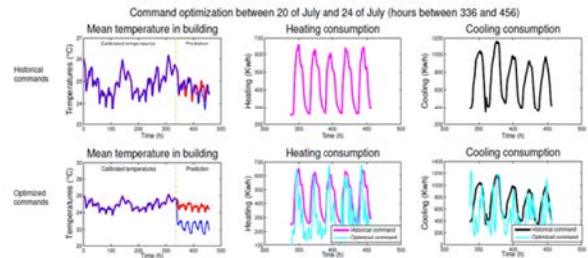 Command optimization between 20 of July and 24 of July (hours between 336 and 456)
Mean temperature in building
Heating consumption
Cooling consumption
Historical
commands
Temperatures (°C)
Calibrated temperatures
Prediction
Time (h)
Heating (Kwh)
Time (h)
Cooling (Kwh)
Time (h)
Mean temperature in building
Heating consumption
Cooling consumption
Optimized
commands
Temperatures (°C)
Calibrated temperatures
Prediction
Time (h)
Heating (Kwh)
Historical command
Optimized command
Time (h)
Cooling (Kwh)
Historical command
Optimized command
Time (h)